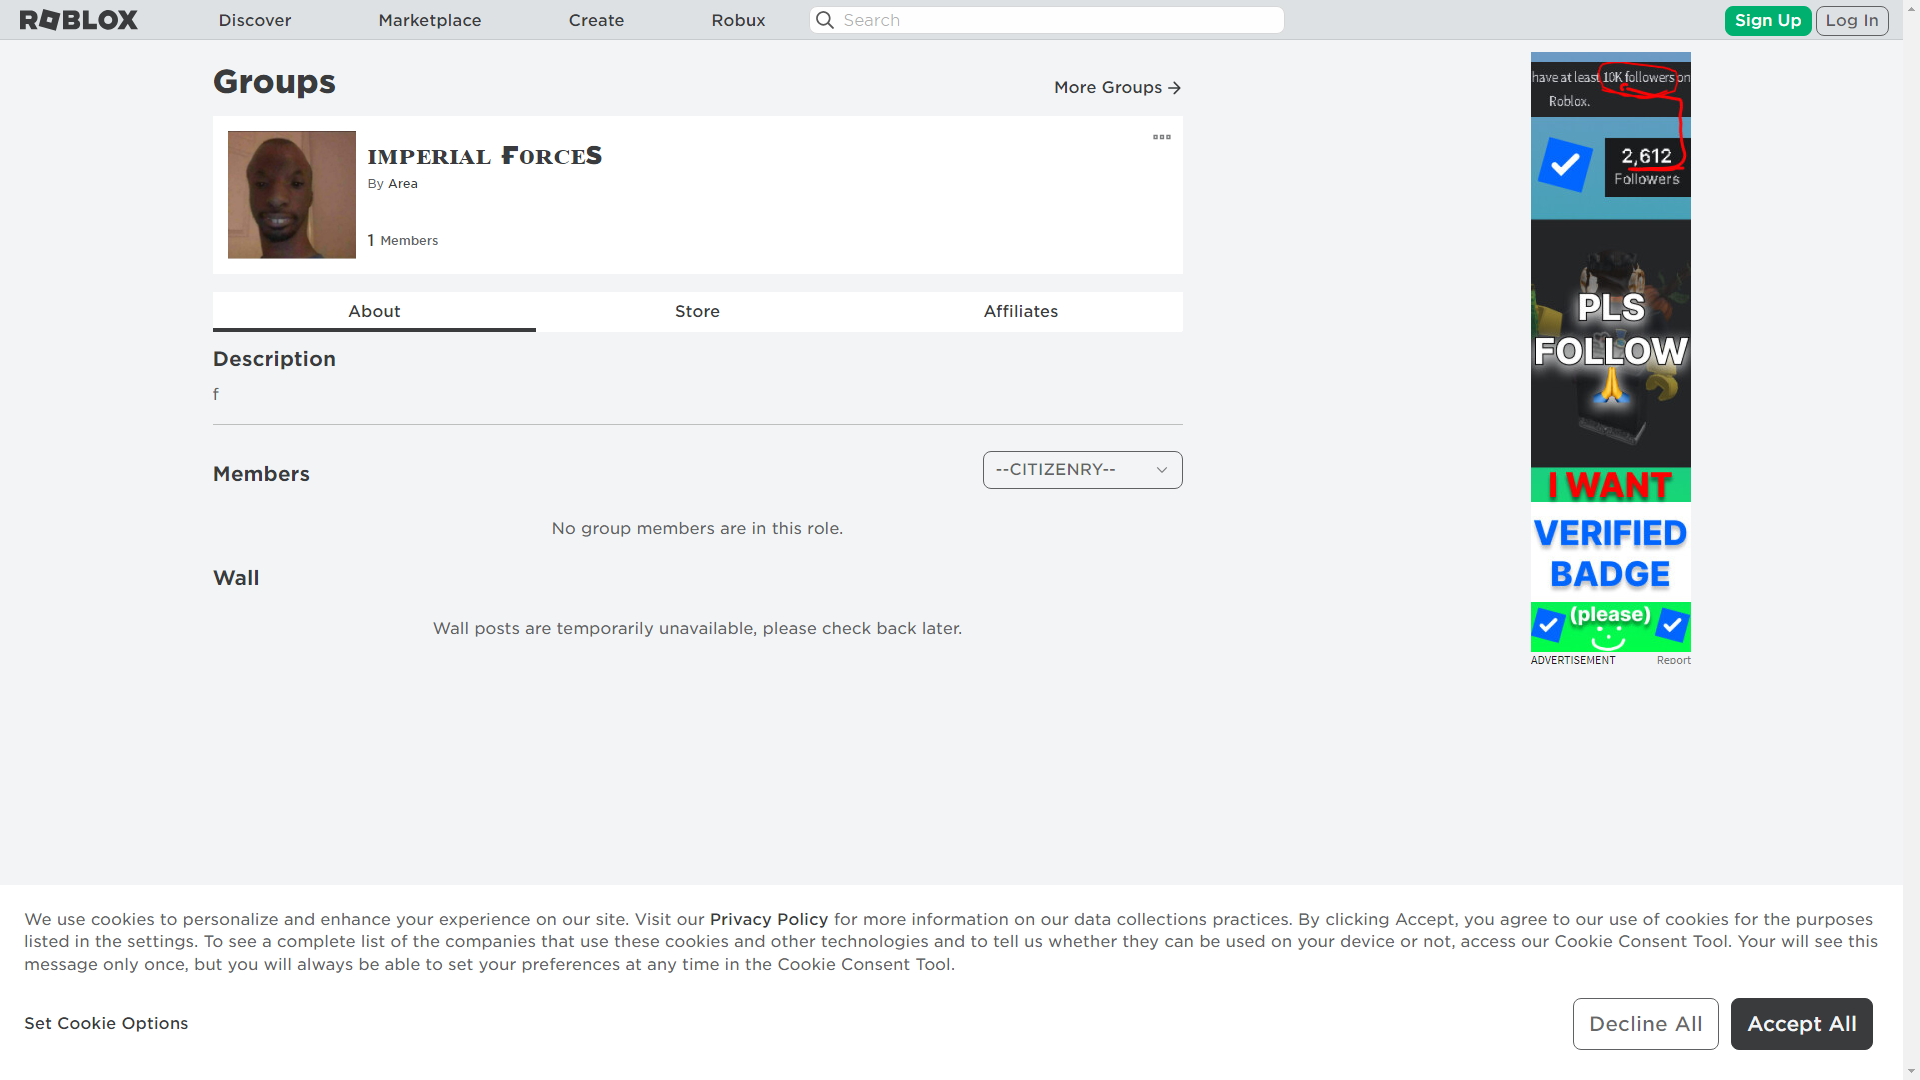 ROBLOX Discover Marketplace Create Robux Search Sign Up Log In
Groups
More Groups
IMPERIAL ₣ORCES
By Area
1 Members
About Store Affiliates
Description
f
Members
--CITIZENRY--
No group members are in this role.
Wall
Wall posts are temporarily unavailable, please check back later.
have at least 10K followers on
Roblox.
2,612
Followers
PLS
FOLLOW
🙏
I WANT
VERIFIED
BADGE
(please)
ADVERTISEMENT Report
We use cookies to personalize and enhance your experience on our site. Visit our Privacy Policy for more information on our data collections practices. By clicking Accept, you agree to our use of cookies for the purposes
listed in the settings. To see a complete list of the companies that use these cookies and other technologies and to tell us whether they can be used on your device or not, access our Cookie Consent Tool. Your will see this
message only once, but you will always be able to set your preferences at any time in the Cookie Consent Tool.
Set Cookie Options
Decline All
Accept All